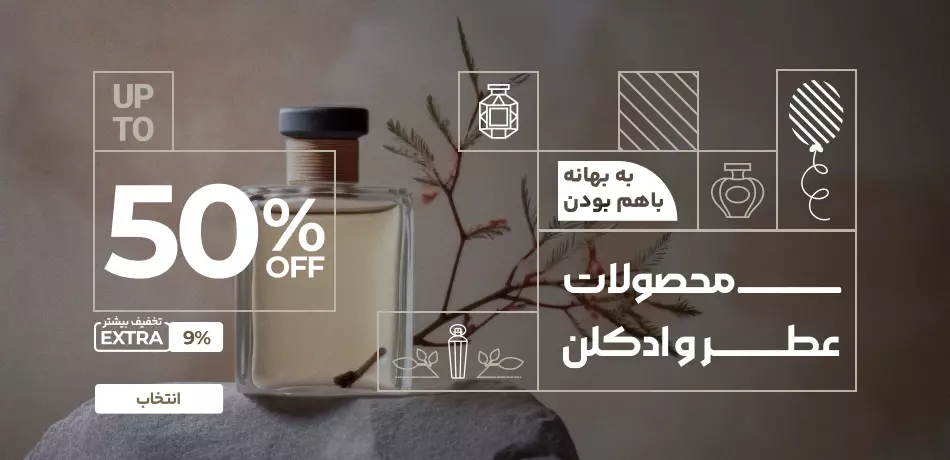 UP
TO
50%
OFF
تخفیف بیشتر
EXTRA 9%
انتخاب
به بهانه
باهم بودن
محصولات
عطر و ادکلن